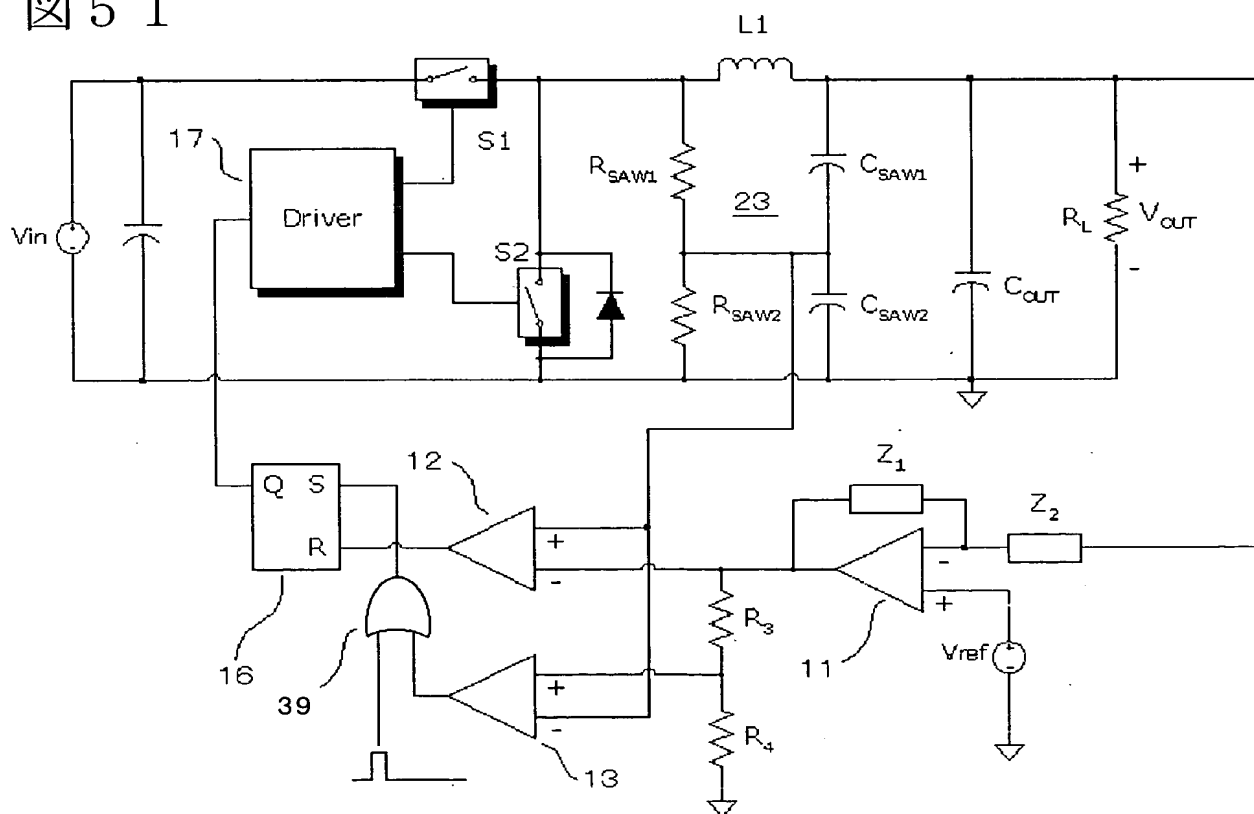 図51
L1
17
S1
R_SAW1
C_SAW1
23
+
Driver
R_L
V_OUT
Vin
S2
-
R_SAW2
C_SAW2
C_OUT
12
Z_1
Q S
Z_2
+
R
-
-
+
R_3
11
Vref
16
+
39
-
R_4
13